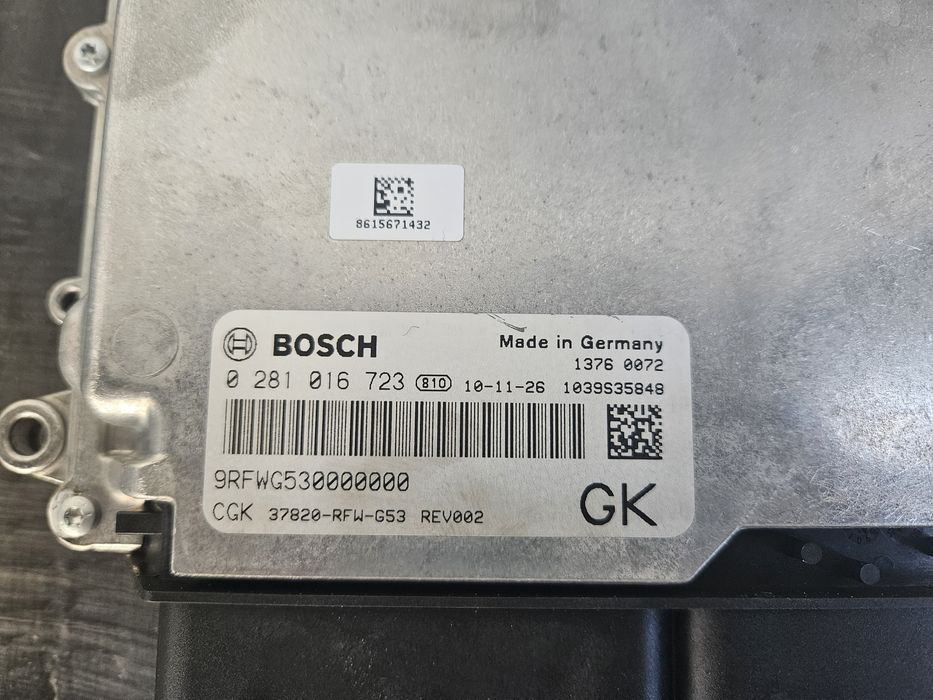 8615671432
BOSCH Made in Germany
1376 0072
0 281 016 723 810 10-11-26 1039S35848
9RFWG530000000
CGK 37820-RFW-G53 REV002 GK